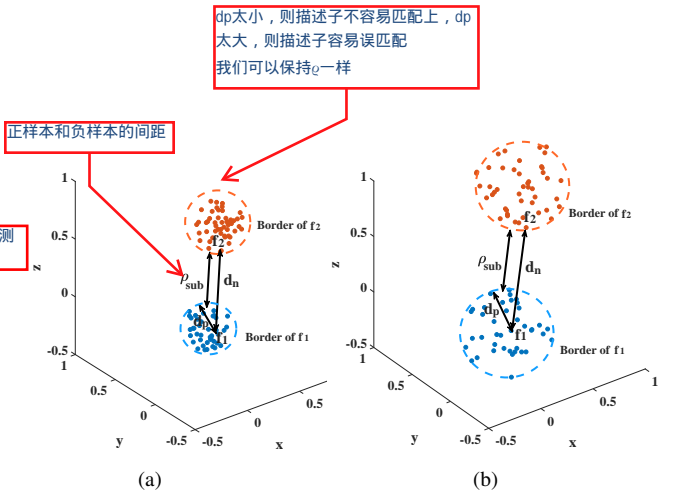 dp太小，则描述子不容易匹配上，dp
太大，则描述子容易误匹配
我们可以保持ϱ一样
正样本和负样本的间距
测
1
0.5
0
-0.5
z
1
0.5
0
-0.5
y
-0.5
0
0.5
x
Border of f2
f2
ρsub
dn
dp
f1
Border of f1
(a)
1
0.5
0
-0.5
z
1
0.5
0
-0.5
y
-0.5
0
0.5
1
x
Border of f2
f2
ρsub
dn
dp
f1
Border of f1
(b)